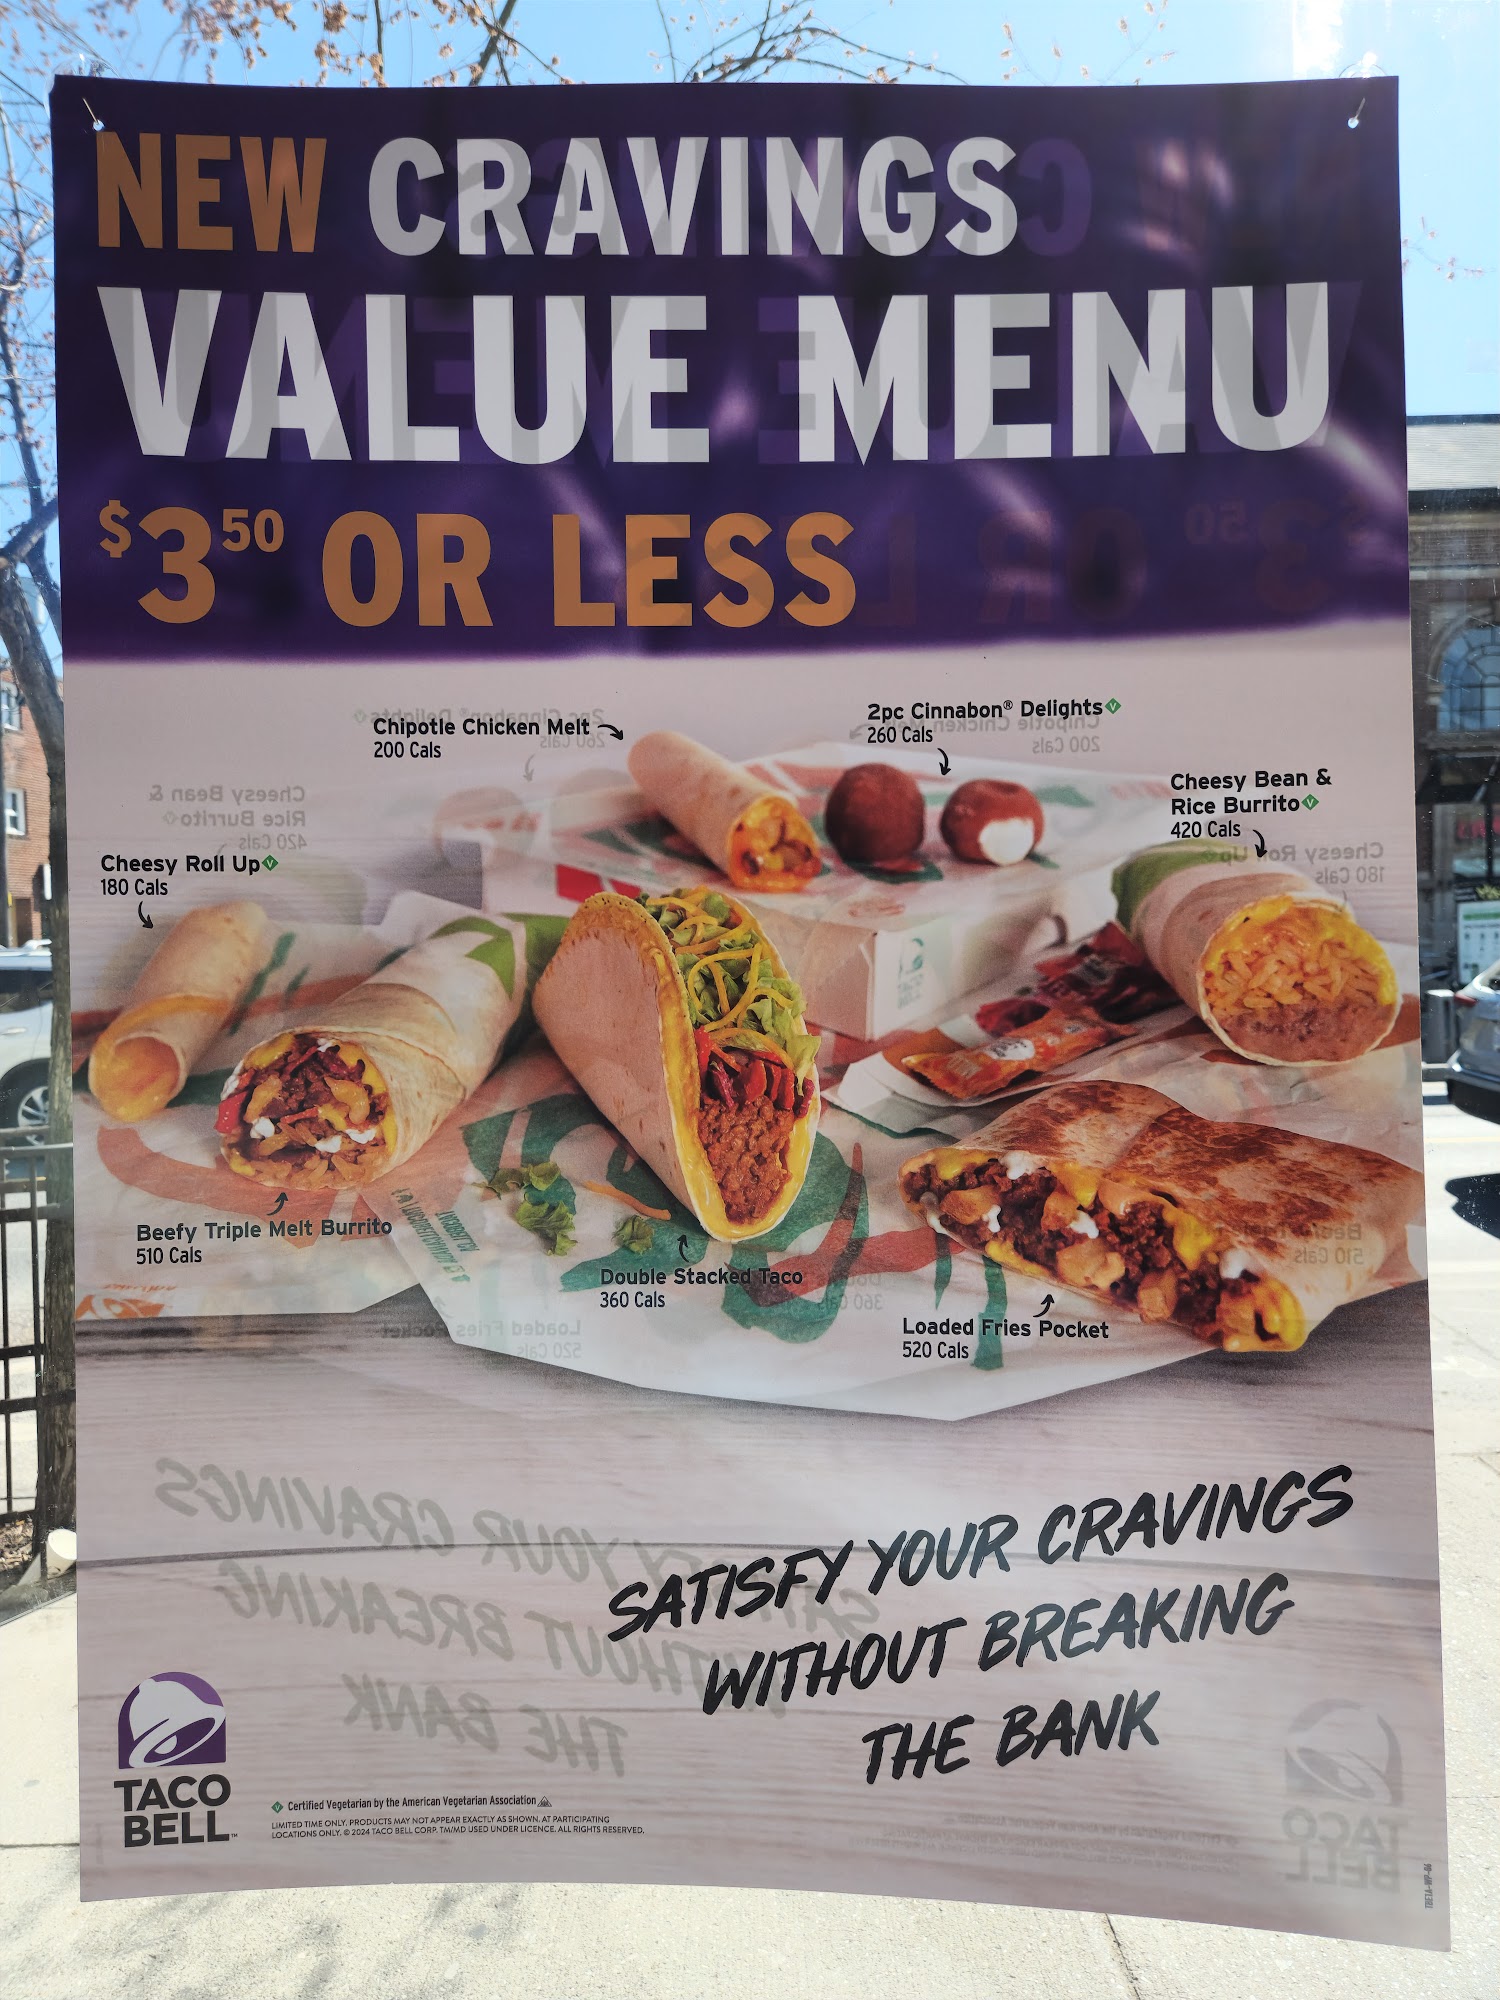 NEW CRAVINGS
VALUE MENU
$3⁵⁰ OR LESS
Chipotle Chicken Melt
200 Cals
2pc Cinnabon® Delights V
260 Cals
Cheesy Bean &
Rice Burrito V
420 Cals
Cheesy Roll Up V
180 Cals
Beefy Triple Melt Burrito
510 Cals
Double Stacked Taco
360 Cals
Loaded Fries Pocket
520 Cals
SATISFY YOUR CRAVINGS
WITHOUT BREAKING
THE BANK
TACO
BELL™
V Certified Vegetarian by the American Vegetarian Association
LIMITED TIME ONLY. PRODUCTS MAY NOT APPEAR EXACTLY AS SHOWN. AT PARTICIPATING
LOCATIONS ONLY. © 2024 TACO BELL CORP. TM/MD USED UNDER LICENCE. ALL RIGHTS RESERVED.